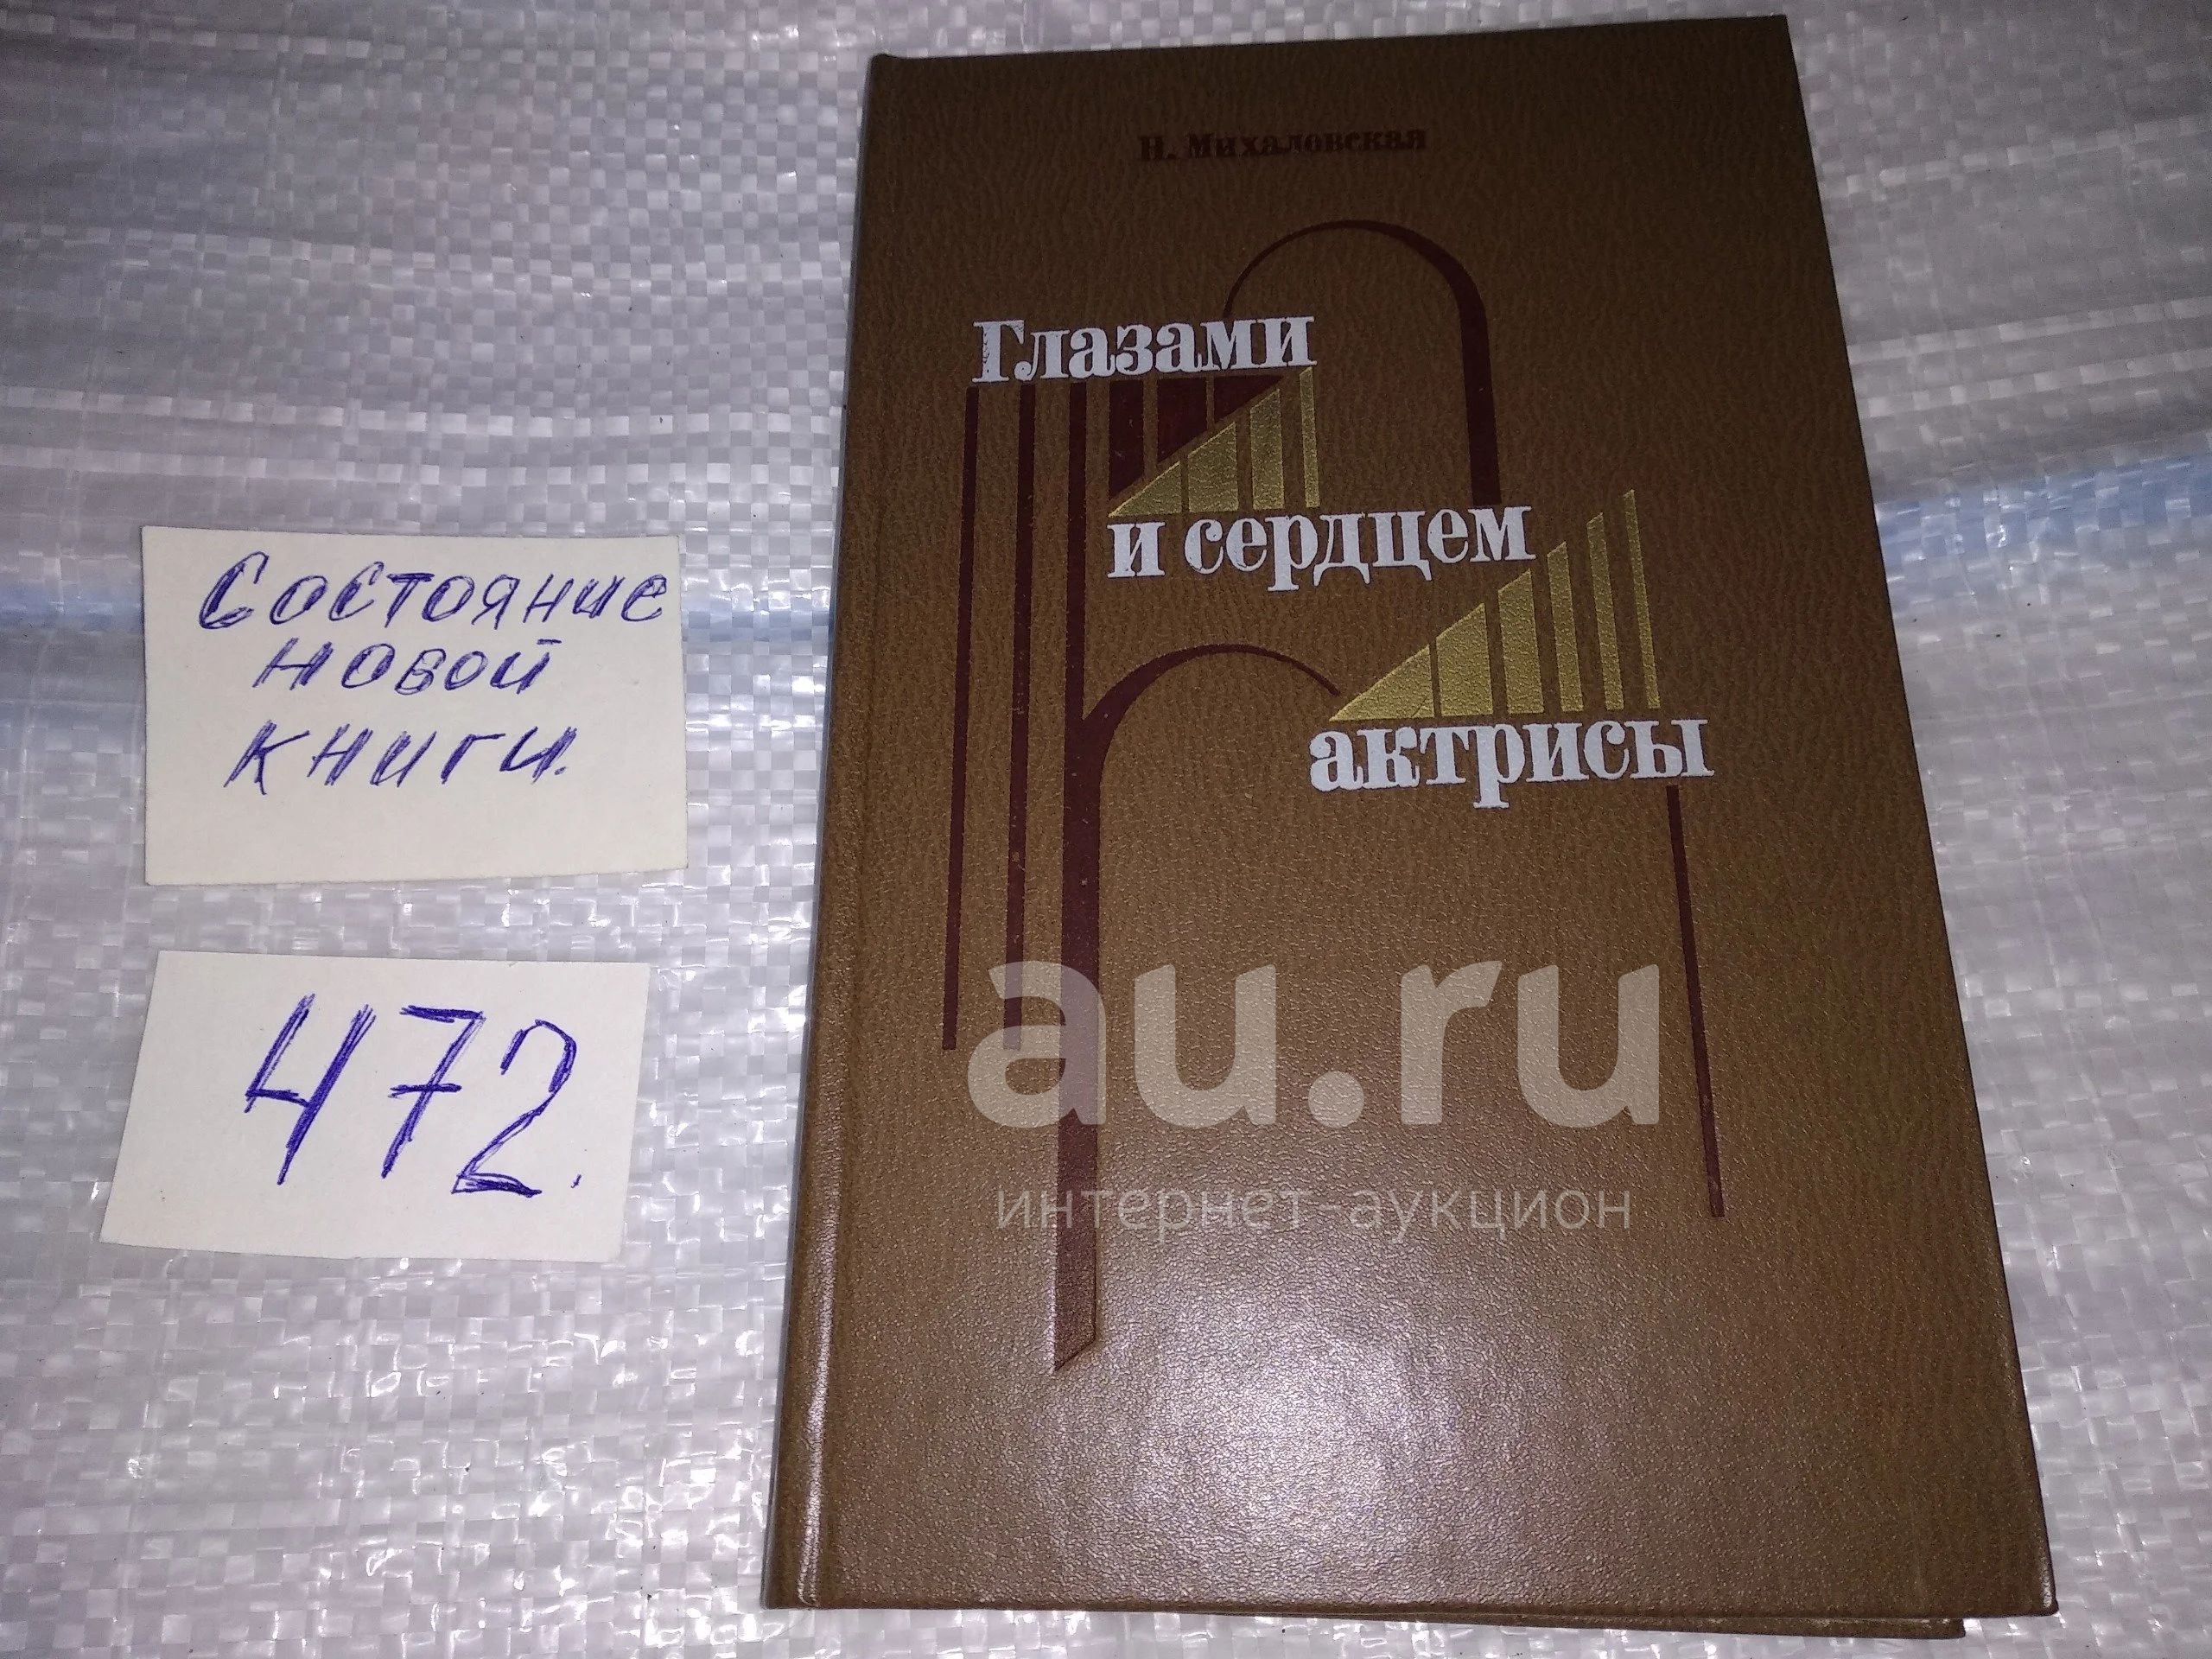 Н. Михаловская
Глазами
и сердцем
актрисы
Состояние
новой
книги.
472.
au.ru
интернет-аукцион